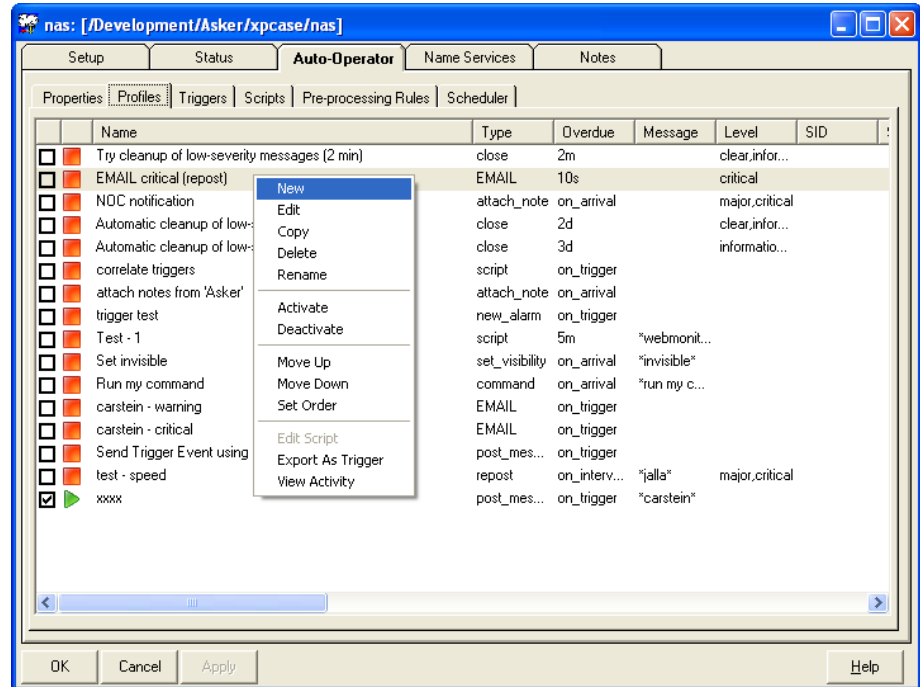 nas: [/Development/Asker/xpcase/nas]
Setup Status Auto-Operator Name Services Notes
Properties Profiles Triggers Scripts Pre-processing Rules Scheduler
Name Type Overdue Message Level SID
Try cleanup of low-severity messages (2 min) close 2m clear,infor...
EMAIL critical (repost) EMAIL 10s critical
NOC notification attach_note on_arrival major,critical
Automatic cleanup of low- close 2d clear,infor...
Automatic cleanup of low- close 3d informatio...
correlate triggers script on_trigger
attach notes from 'Asker' attach_note on_arrival
trigger test new_alarm on_trigger
Test - 1 script 5m *webmonit...
Set invisible set_visibility on_arrival *invisible*
Run my command command on_arrival *run my c...
carstein - warning EMAIL on_trigger
carstein - critical EMAIL on_trigger
Send Trigger Event using post_mes... on_trigger
test - speed repost on_interv... *jalla* major,critical
xxxx post_mes... on_trigger *carstein*
New
Edit
Copy
Delete
Rename
Activate
Deactivate
Move Up
Move Down
Set Order
Edit Script
Export As Trigger
View Activity
OK Cancel Apply Help